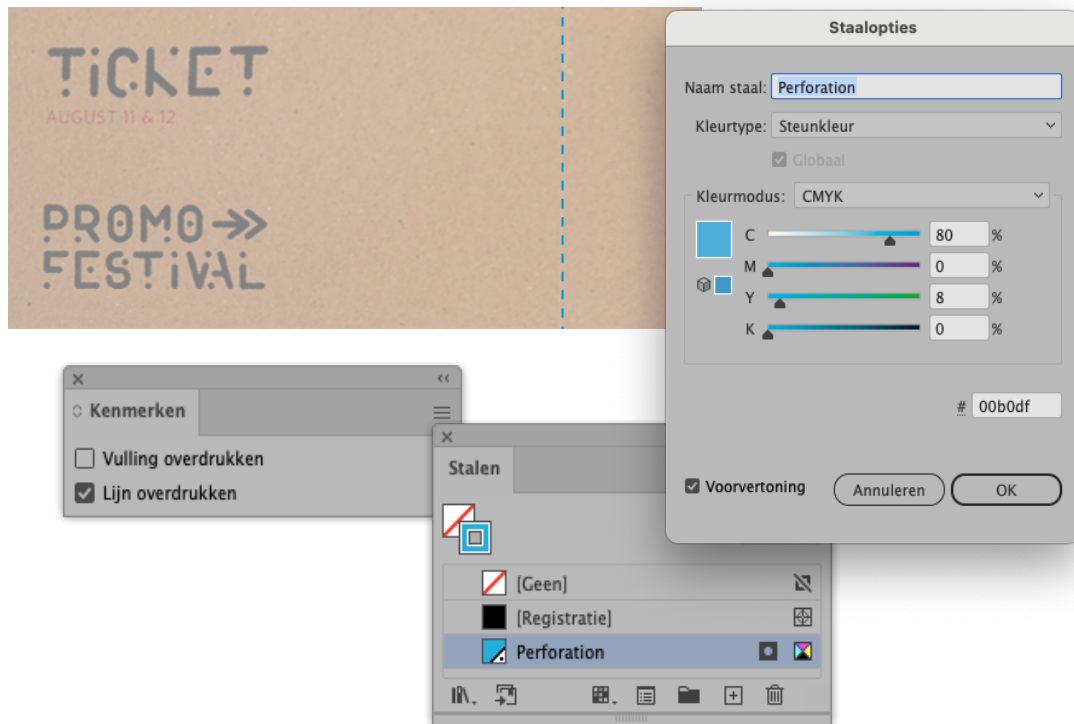 TiCKET
AUGUST 11 & 12
PROMO
FESTiVAL
Staalopties
Naam staal: Perforation
Kleurtype: Steunkleur
Globaal
Kleurmodus: CMYK
C 80 %
M 0 %
Y 8 %
K 0 %
# 00b0df
Voorvertoning Annuleren OK
Kenmerken
Vulling overdrukken
Lijn overdrukken
Stalen
[Geen]
[Registratie]
Perforation